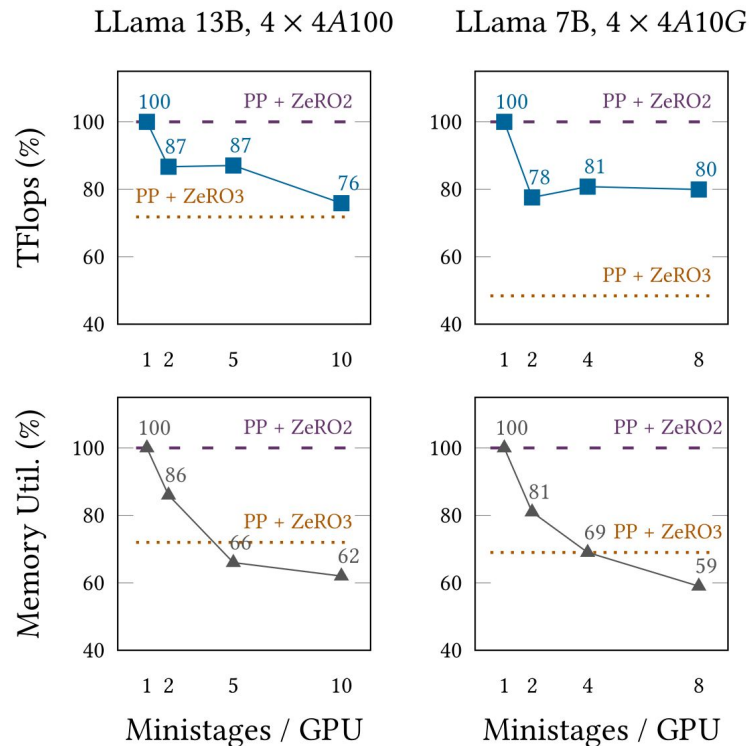 LLama 13B, 4 × 4A100
LLama 7B, 4 × 4A10G
TFlops (%)
100
80
60
40
100
PP + ZeRO2
87
87
76
PP + ZeRO3
1 2 5 10
100
80
60
40
100
PP + ZeRO2
78
81
80
PP + ZeRO3
1 2 4 8
Memory Util. (%)
100
80
60
40
100
PP + ZeRO2
86
PP + ZeRO3
66
62
1 2 5 10
Ministages / GPU
100
80
60
40
100
PP + ZeRO2
81
69
PP + ZeRO3
59
1 2 4 8
Ministages / GPU